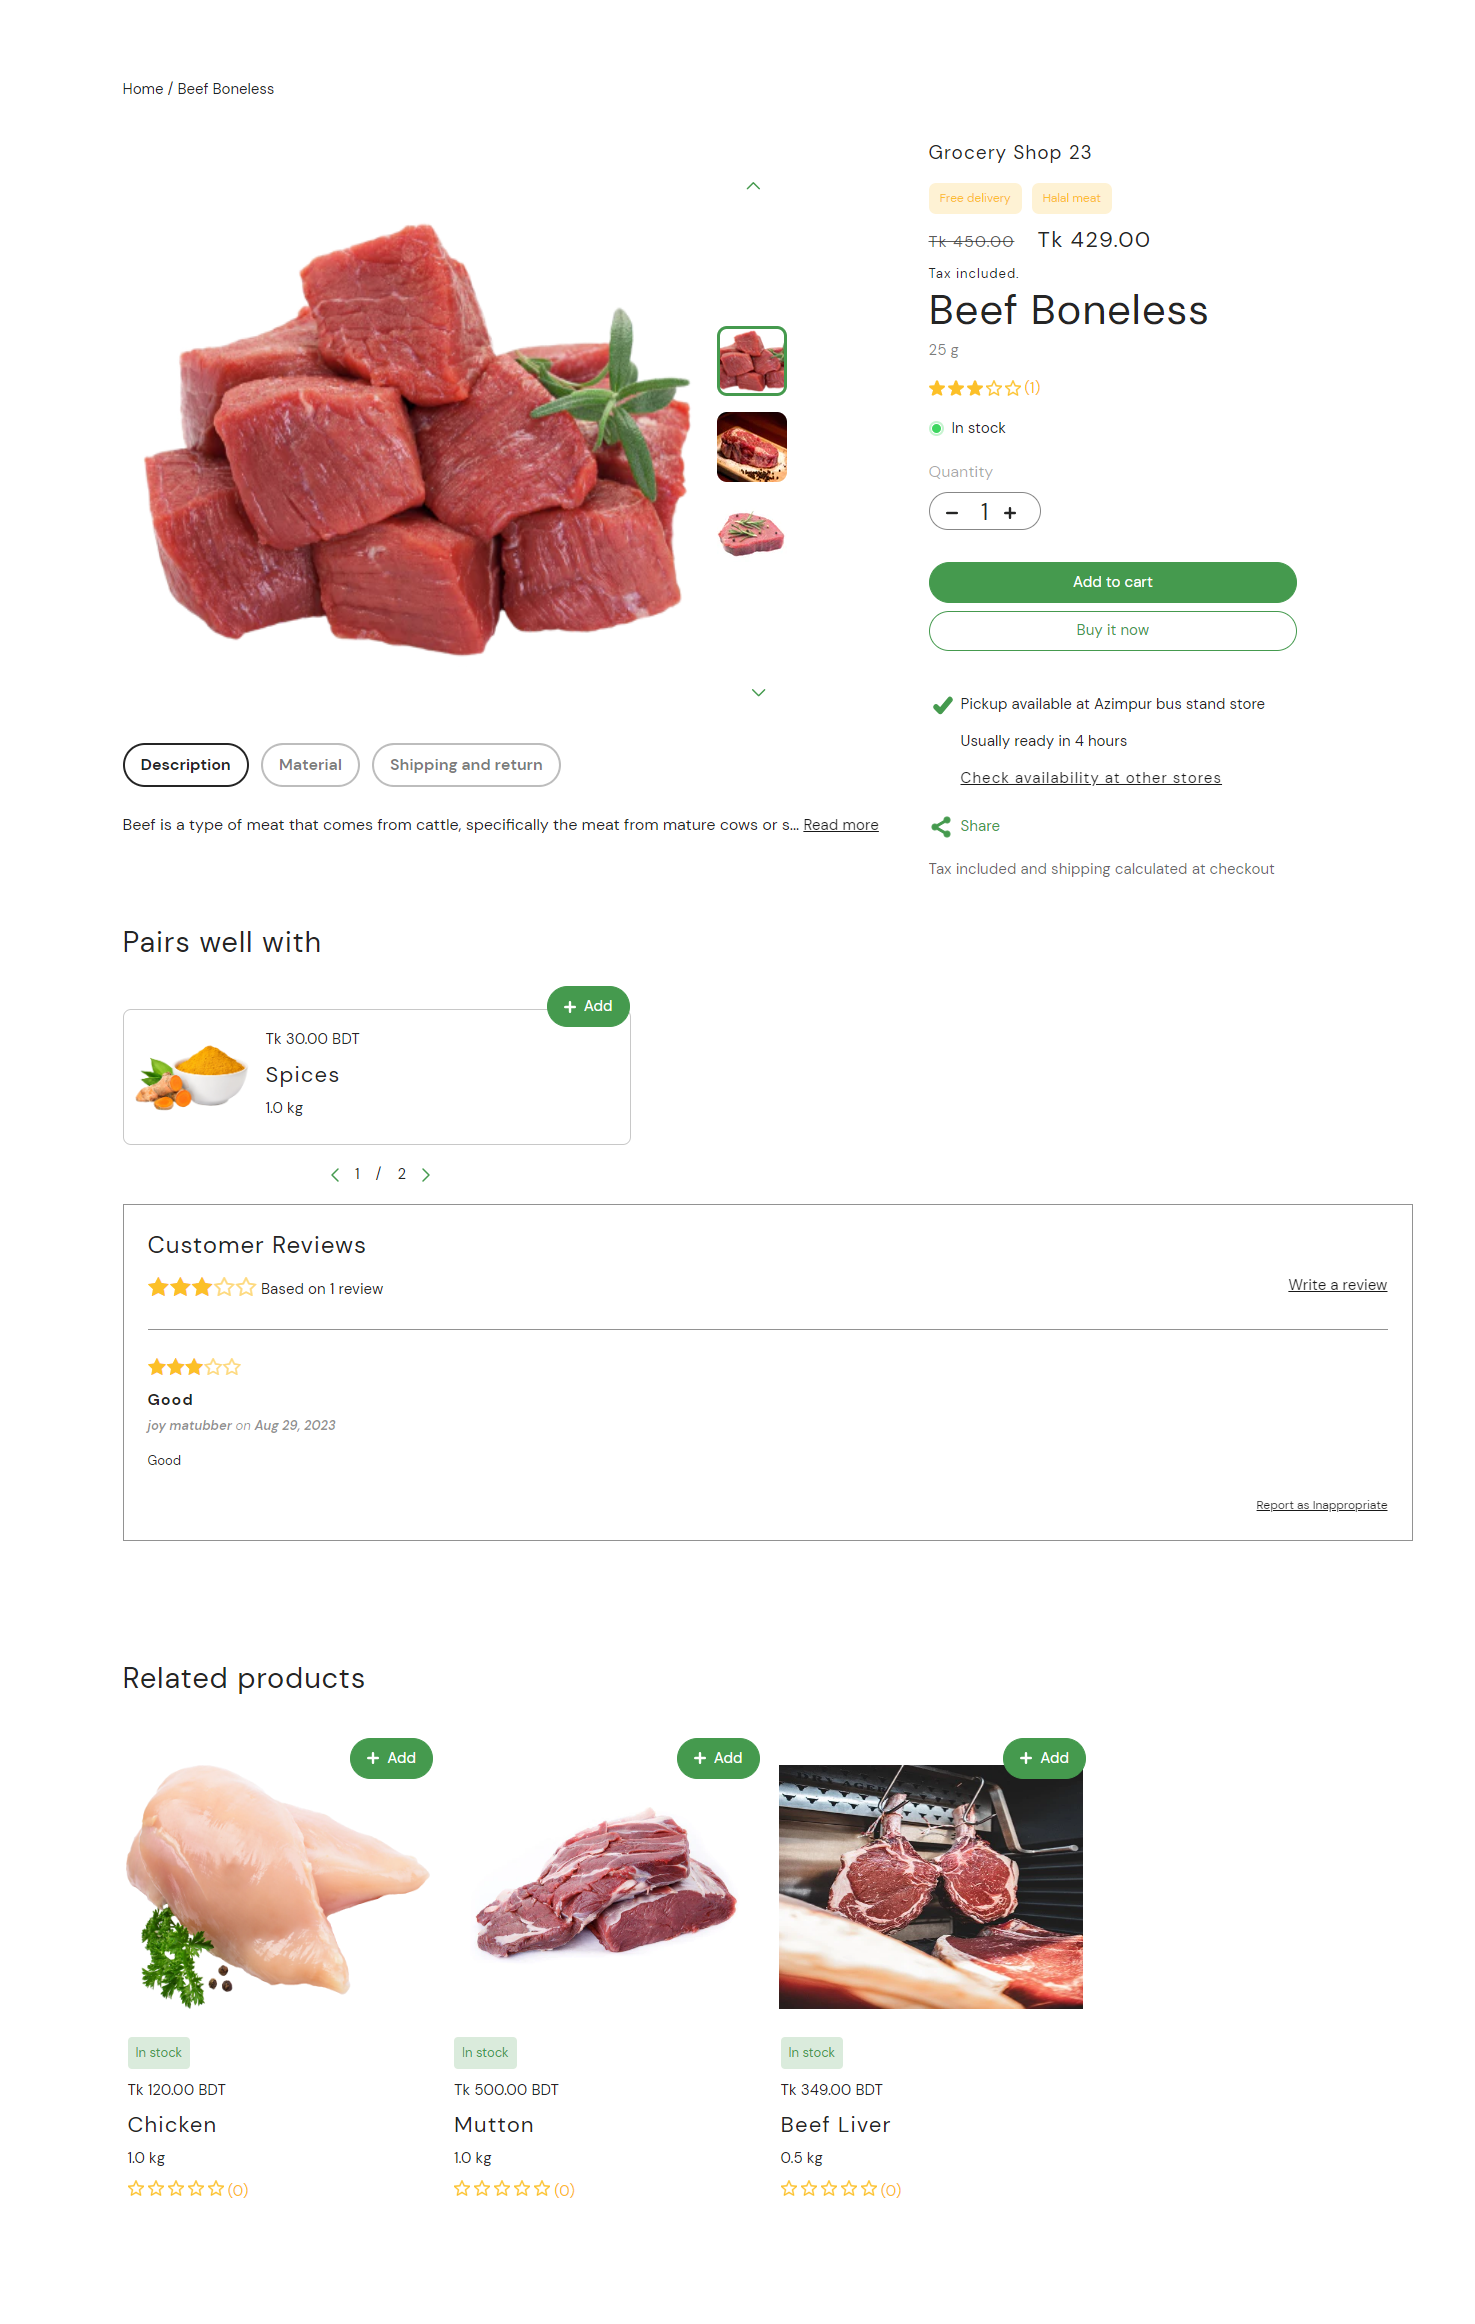 Home / Beef Boneless
Grocery Shop 23
Free delivery
Halal meat
Tk 450.00 Tk 429.00
Tax included.
Beef Boneless
25 g
(1)
In stock
Quantity
− 1 +
Add to cart
Buy it now
Pickup available at Azimpur bus stand store
Usually ready in 4 hours
Check availability at other stores
Share
Tax included and shipping calculated at checkout
Description
Material
Shipping and return
Beef is a type of meat that comes from cattle, specifically the meat from mature cows or s... Read more
Pairs well with
+ Add
Tk 30.00 BDT
Spices
1.0 kg
1 / 2
Customer Reviews
Based on 1 review
Write a review
Good
joy matubber on Aug 29, 2023
Good
Report as Inappropriate
Related products
+ Add
In stock
Tk 120.00 BDT
Chicken
1.0 kg
(0)
+ Add
In stock
Tk 500.00 BDT
Mutton
1.0 kg
(0)
+ Add
In stock
Tk 349.00 BDT
Beef Liver
0.5 kg
(0)